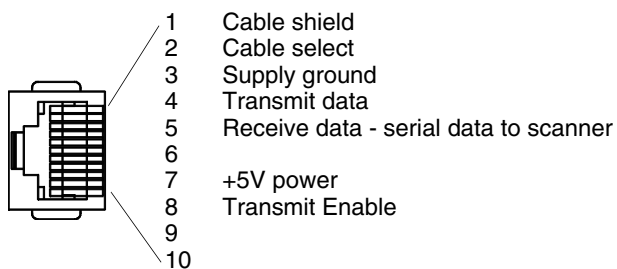 1 Cable shield
2 Cable select
3 Supply ground
4 Transmit data
5 Receive data - serial data to scanner
6
7 +5V power
8 Transmit Enable
9
10